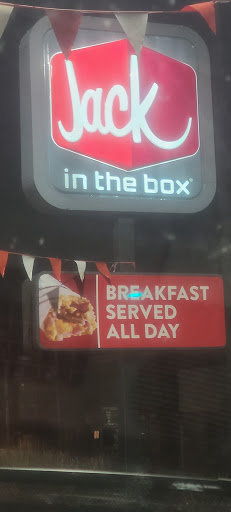 Jack
in the box®
BREAKFAST
SERVED
ALL DAY